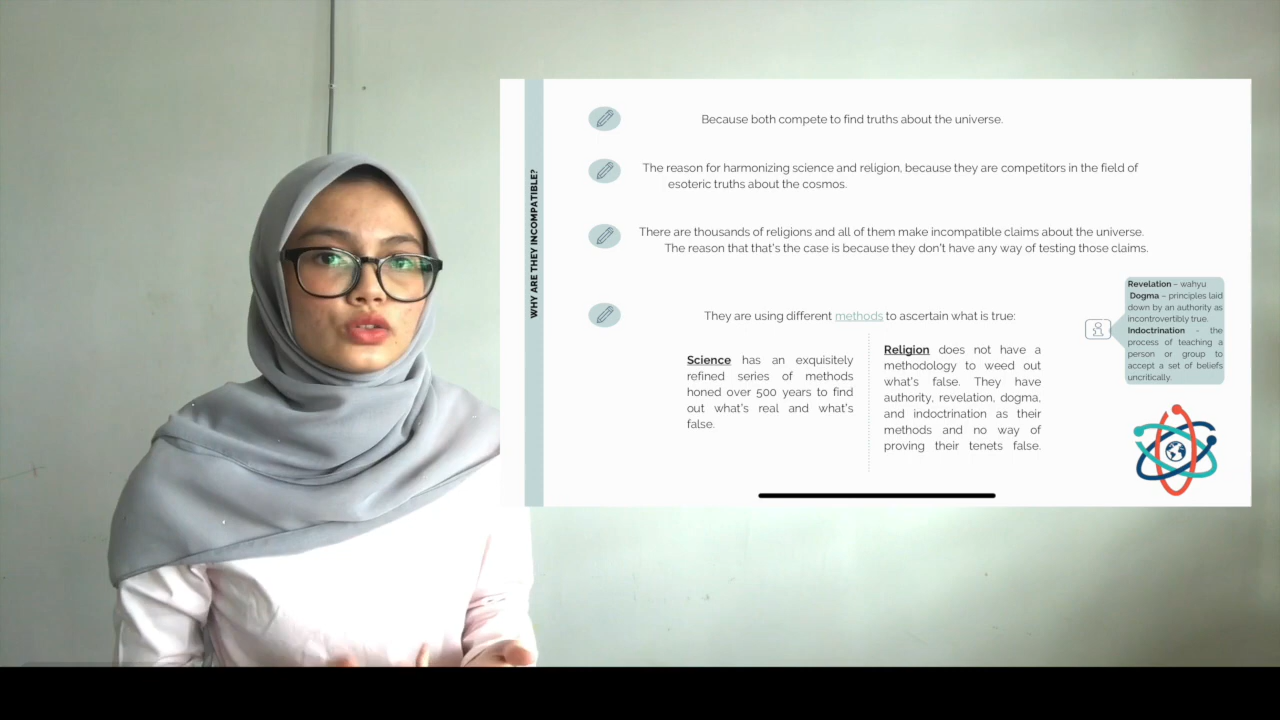 WHY ARE THEY INCOMPATIBLE?
Because both compete to find truths about the universe.
The reason for harmonizing science and religion, because they are competitors in the field of
esoteric truths about the cosmos.
There are thousands of religions and all of them make incompatible claims about the universe.
The reason that that's the case is because they don't have any way of testing those claims.
They are using different methods to ascertain what is true:
Science has an exquisitely
refined series of methods
honed over 500 years to find
out what's real and what's
false.
Religion does not have a
methodology to weed out
what's false. They have
authority, revelation, dogma,
and indoctrination as their
methods and no way of
proving their tenets false.
Revelation – wahyu
Dogma – principles laid
down by an authority as
incontrovertibly true.
Indoctrination - the
process of teaching a
person or group to
accept a set of beliefs
uncritically.